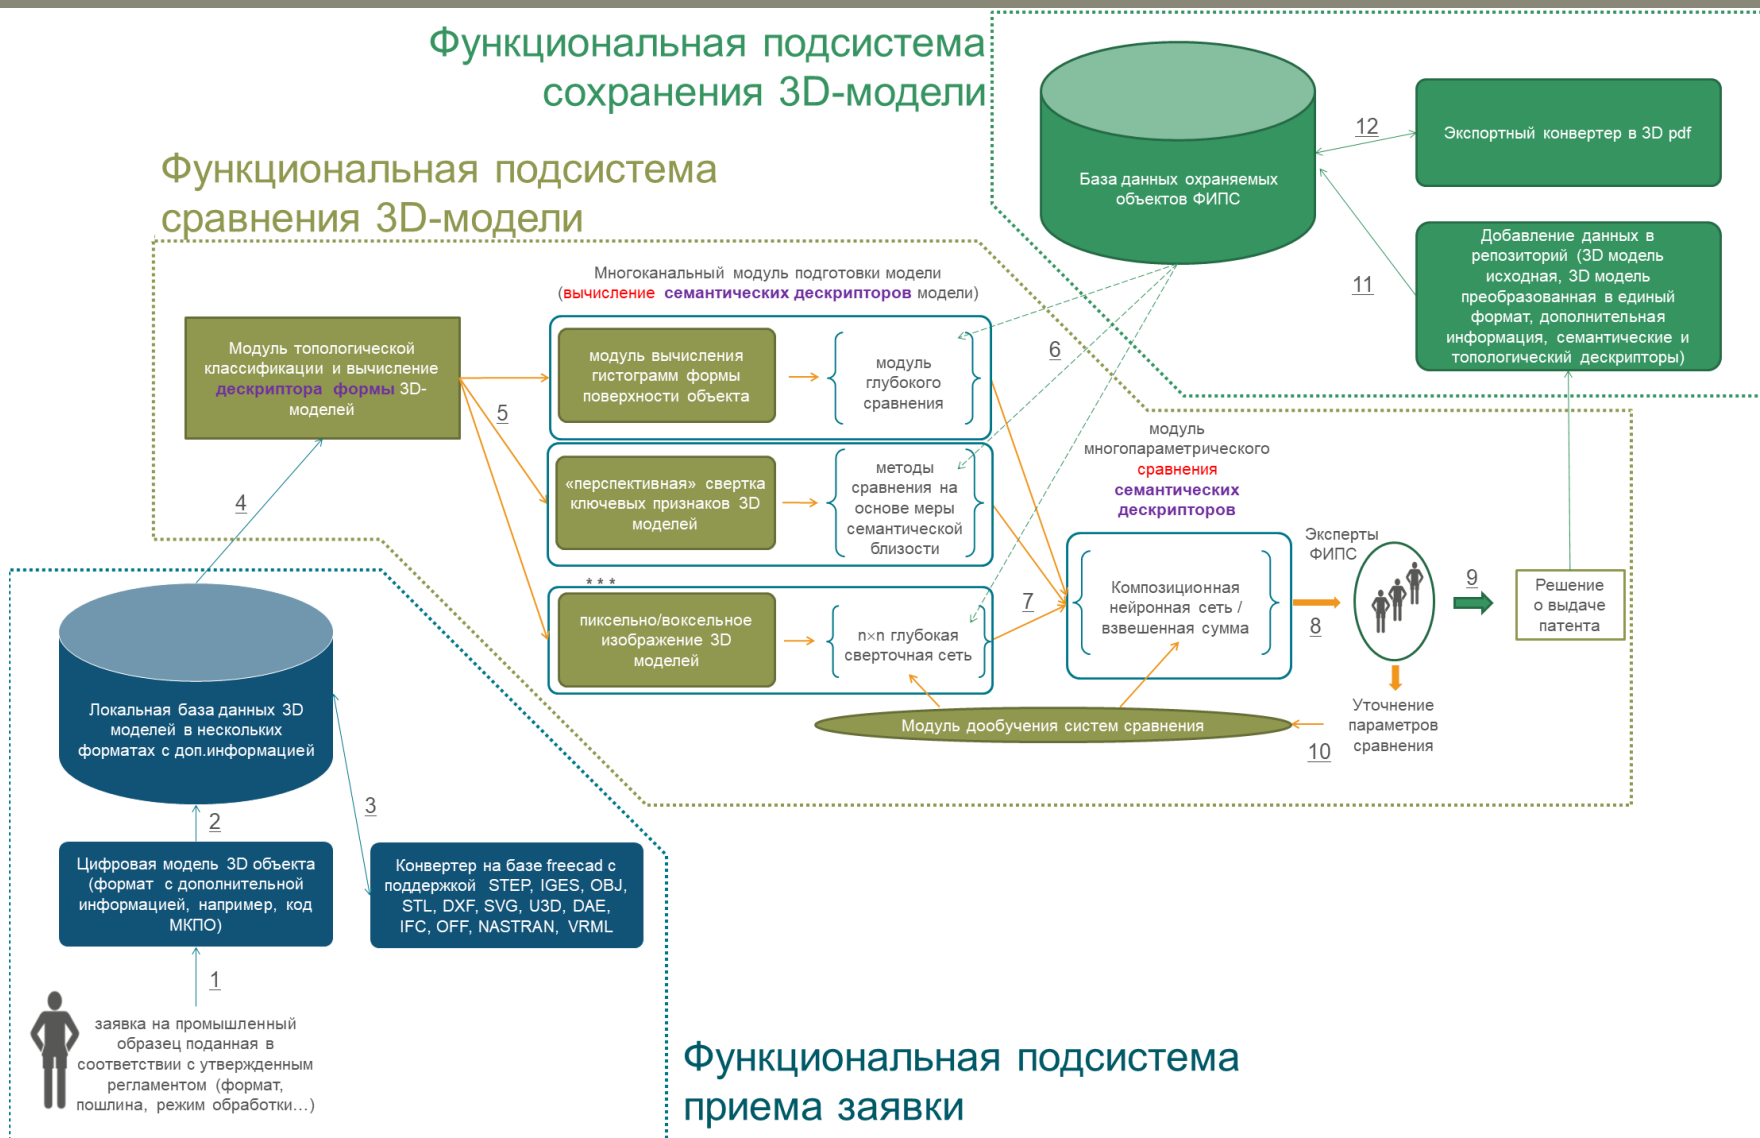 Функциональная подсистема
сохранения 3D-модели
База данных охраняемых
объектов ФИПС
12
Экспортный конвертер в 3D pdf
11
Добавление данных в
репозиторий (3D модель
исходная, 3D модель
преобразованная в единый
формат, дополнительная
информация, семантические и
топологический дескрипторы)
Функциональная подсистема
сравнения 3D-модели
Многоканальный модуль подготовки модели
(вычисление семантических дескрипторов модели)
Модуль топологической
классификации и вычисление
дескриптора формы 3D-
моделей
5
модуль вычисления
гистограмм формы
поверхности объекта
модуль
глубокого
сравнения
6
«перспективная» свертка
ключевых признаков 3D
моделей
методы
сравнения на
основе меры
семантической
близости
* * *
пиксельно/воксельное
изображение 3D
моделей
n×n глубокая
сверточная сеть
7
модуль
многопараметрического
сравнения
семантических
дескрипторов
Композиционная
нейронная сеть /
взвешенная сумма
8
Эксперты
ФИПС
9
Решение
о выдаче
патента
Уточнение
параметров
сравнения
10
Модуль дообучения систем сравнения
4
Локальная база данных 3D
моделей в нескольких
форматах с доп.информацией
2
3
Цифровая модель 3D объекта
(формат с дополнительной
информацией, например, код
МКПО)
Конвертер на базе freecad с
поддержкой STEP, IGES, OBJ,
STL, DXF, SVG, U3D, DAE,
IFC, OFF, NASTRAN, VRML
1
заявка на промышленный
образец поданная в
соответствии с утвержденным
регламентом (формат,
пошлина, режим обработки...)
Функциональная подсистема
приема заявки